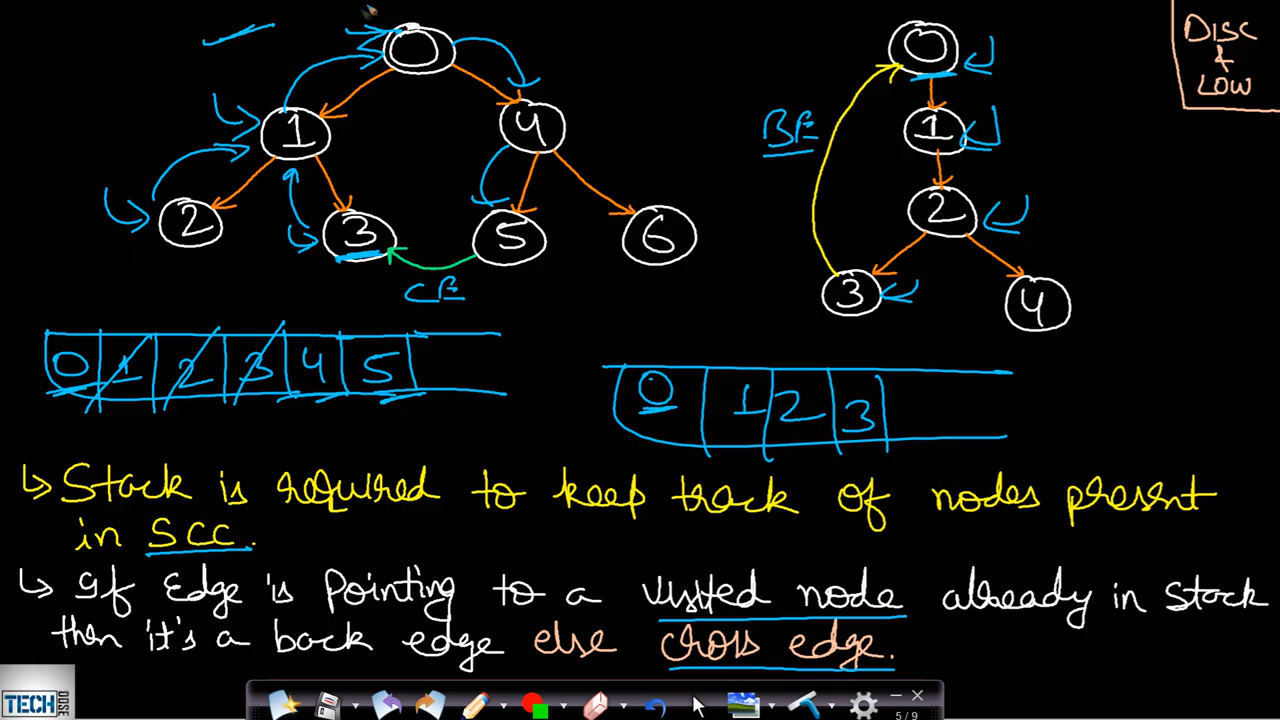 0
1
4
2
3
5
6
CE
0 1 2 3 4 5
BE
0
1
2
3
4
0 1 2 3
DISC
&
LOW
↳ Stack is required to keep track of nodes present
in SCC.
↳ If Edge is pointing to a visited node already in stack
then it's a back edge else cross edge.
TECH DOSE
5/9